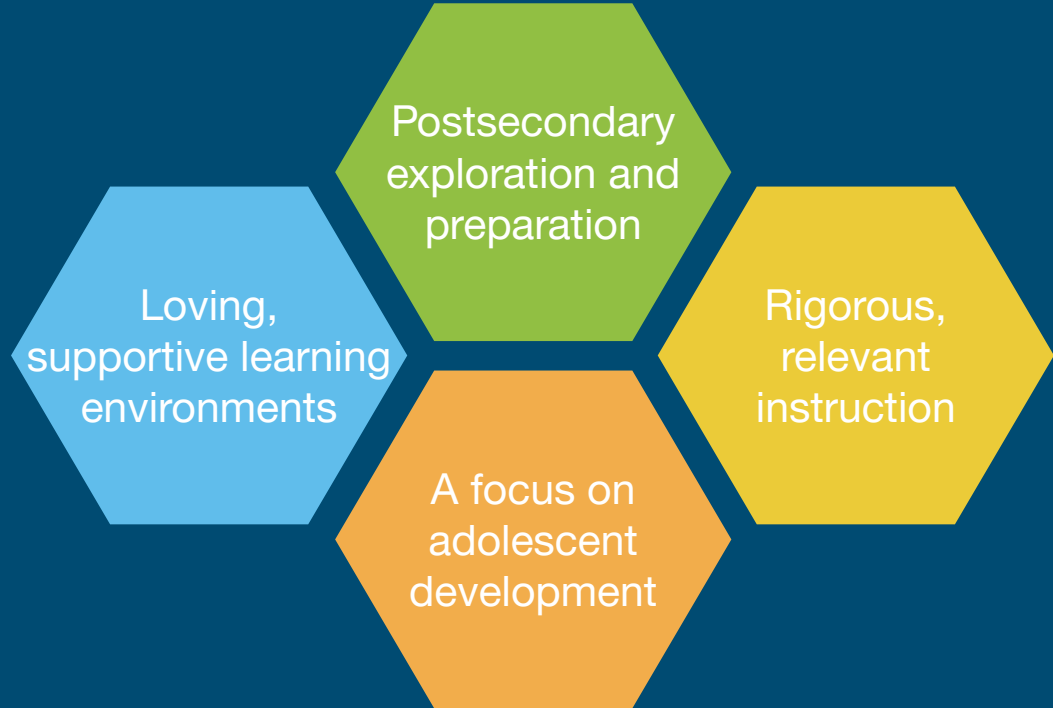 Postsecondary
exploration and
preparation
Loving,
supportive learning
environments
Rigorous,
relevant
instruction
A focus on
adolescent
development